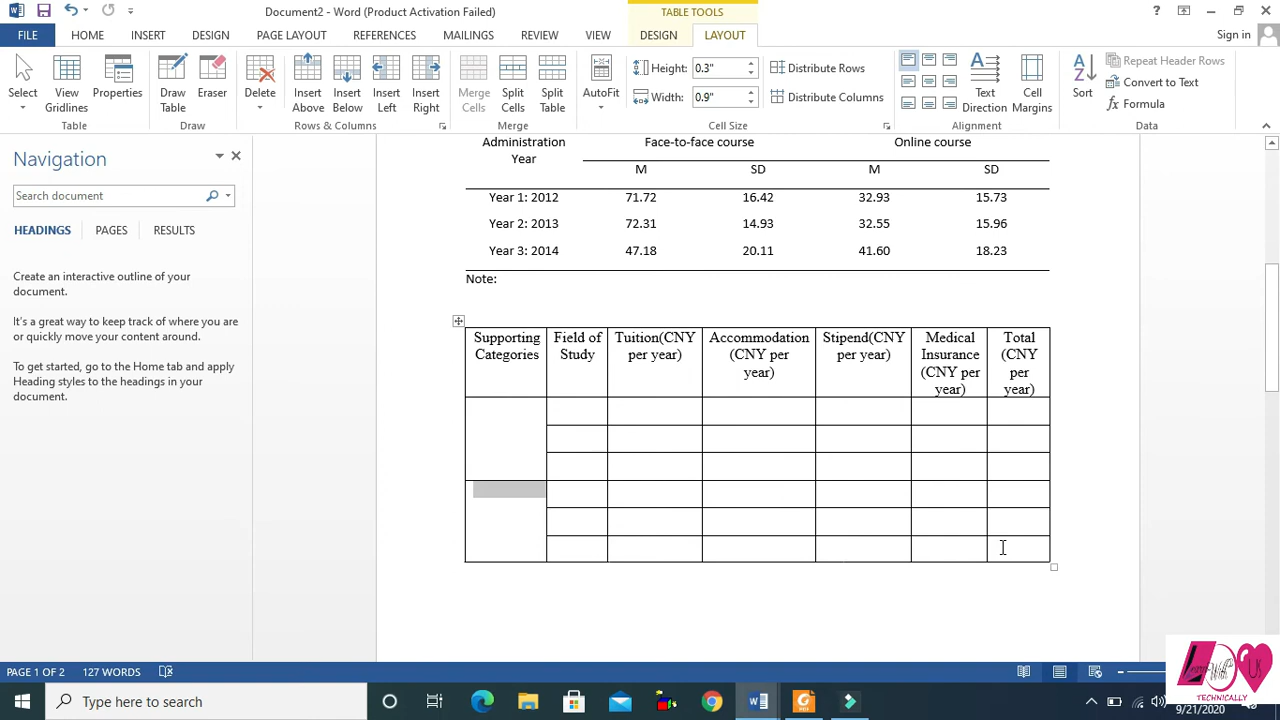 Document2 - Word (Product Activation Failed)
TABLE TOOLS
?
FILE HOME INSERT DESIGN PAGE LAYOUT REFERENCES MAILINGS REVIEW VIEW DESIGN LAYOUT Sign in
Select
View Gridlines
Properties
Table
Draw Table
Eraser
Draw
Delete
Insert Above
Insert Below
Insert Left
Insert Right
Rows & Columns
Merge Cells
Split Cells
Split Table
Merge
AutoFit
Height: 0.3"
Width: 0.9"
Distribute Rows
Distribute Columns
Cell Size
Text Direction
Cell Margins
Alignment
Sort
Repeat Header Rows
Convert to Text
Formula
Data
Navigation
Search document
HEADINGS PAGES RESULTS
Create an interactive outline of your
document.
It's a great way to keep track of where you are
or quickly move your content around.
To get started, go to the Home tab and apply
Heading styles to the headings in your
document.
Administration Face-to-face course Online course
Year
M SD M SD
Year 1: 2012 71.72 16.42 32.93 15.73
Year 2: 2013 72.31 14.93 32.55 15.96
Year 3: 2014 47.18 20.11 41.60 18.23
Note:
Supporting Field of Tuition(CNY Accommodation Stipend(CNY Medical Total
Categories Study per year) (CNY per per year) Insurance (CNY
year) (CNY per per
year) year)
PAGE 1 OF 2 127 WORDS
Type here to search
9/21/2020
TECHNICALLY